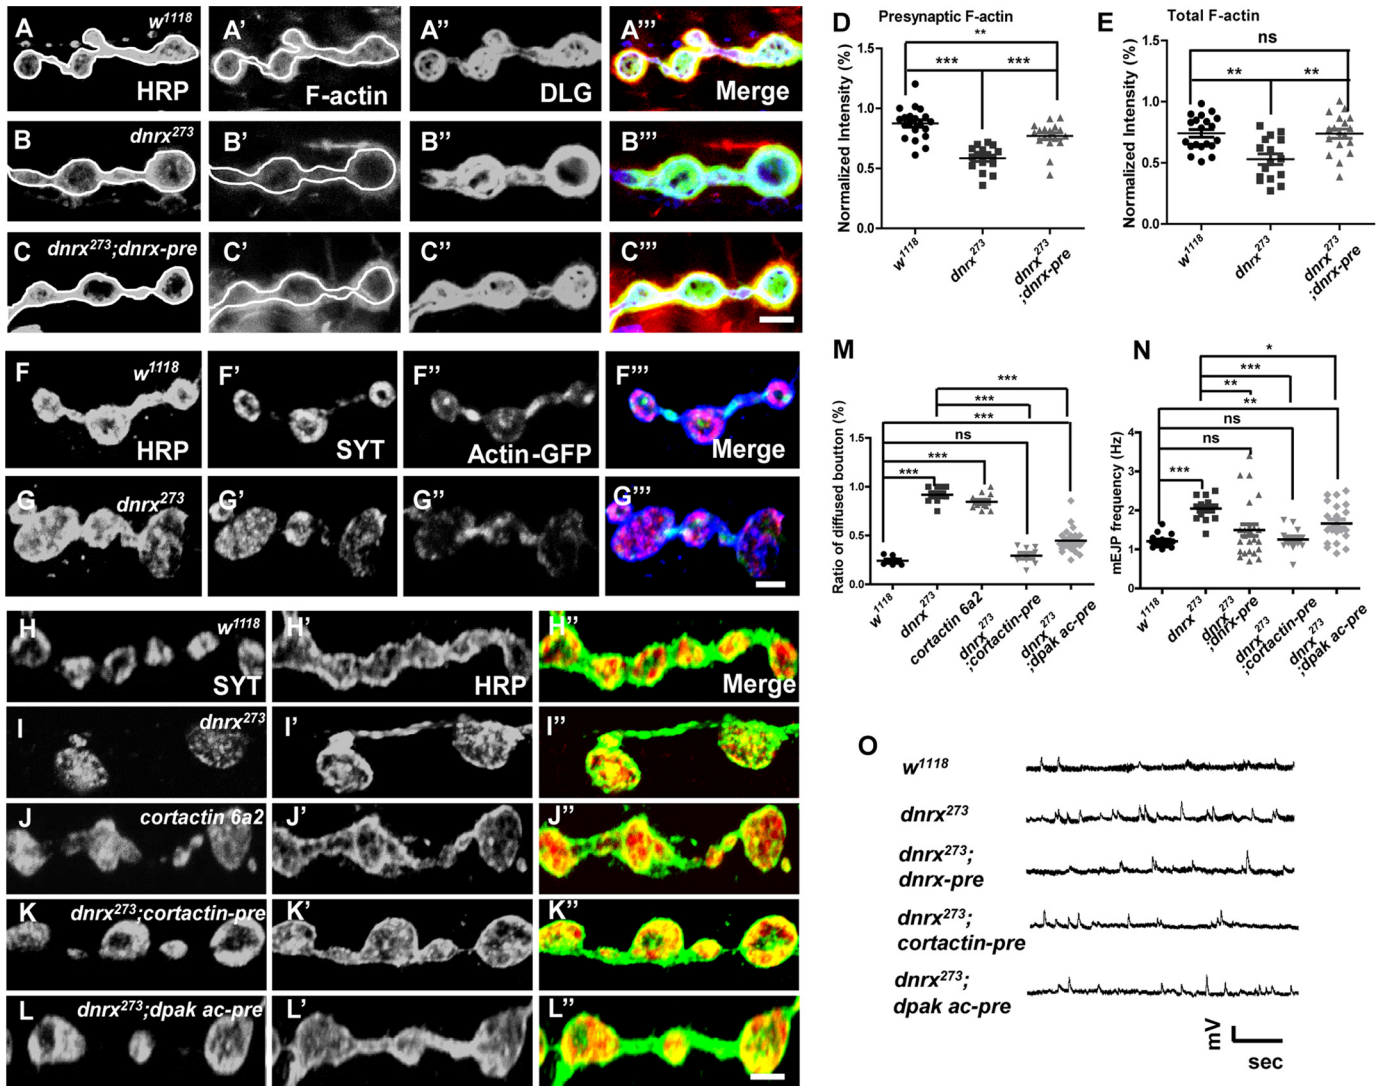 A w1118 HRP
A' F-actin
A'' DLG
A''' Merge
B dnrx273
B'
B''
B'''
C dnrx273;dnrx-pre
C'
C''
C'''
D Presynaptic F-actin
**
*** ***
Normalized Intensity (%)
1.5
1.0
0.5
0.0
w1118
dnrx273
dnrx273
;dnrx-pre
E Total F-actin
ns
** **
Normalized Intensity (%)
1.5
1.0
0.5
0.0
w1118
dnrx273
dnrx273
;dnrx-pre
F w1118 HRP
F' SYT
F'' Actin-GFP
F''' Merge
G dnrx273
G'
G''
G'''
H w1118 SYT
H' HRP
H'' Merge
I dnrx273
I'
I''
J cortactin 6a2
J'
J''
K dnrx273;cortactin-pre
K'
K''
L dnrx273;dpak ac-pre
L'
L''
M
***
***
***
ns
***
***
Ratio of diffused boutton (%)
1.5
1.0
0.5
0.0
w1118
dnrx273
cortactin 6a2
dnrx273
;cortactin-pre
dnrx273
;dpak ac-pre
N
*
***
**
**
ns
ns
***
mEJP frequency (Hz)
4
3
2
1
0
w1118
dnrx273
dnrx273
;dnrx-pre
dnrx273
;cortactin-pre
dnrx273
;dpak ac-pre
O
w1118
dnrx273
dnrx273;
dnrx-pre
dnrx273;
cortactin-pre
dnrx273;
dpak ac-pre
mV
sec